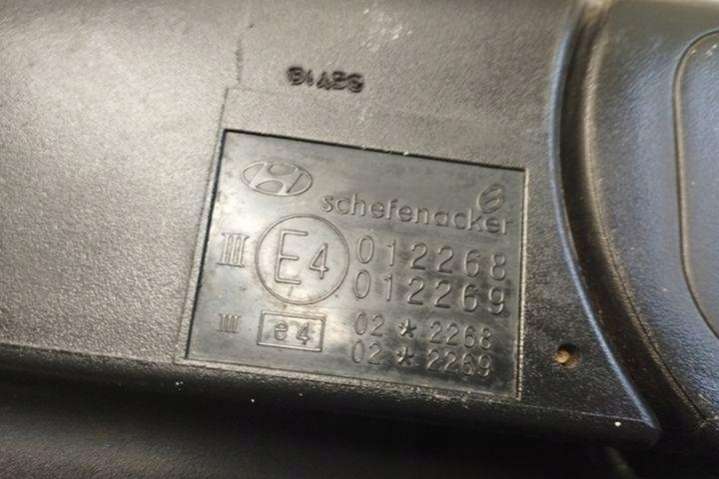 schefenacker
III E4 012268
012269
III e4 02*2268
02*2269